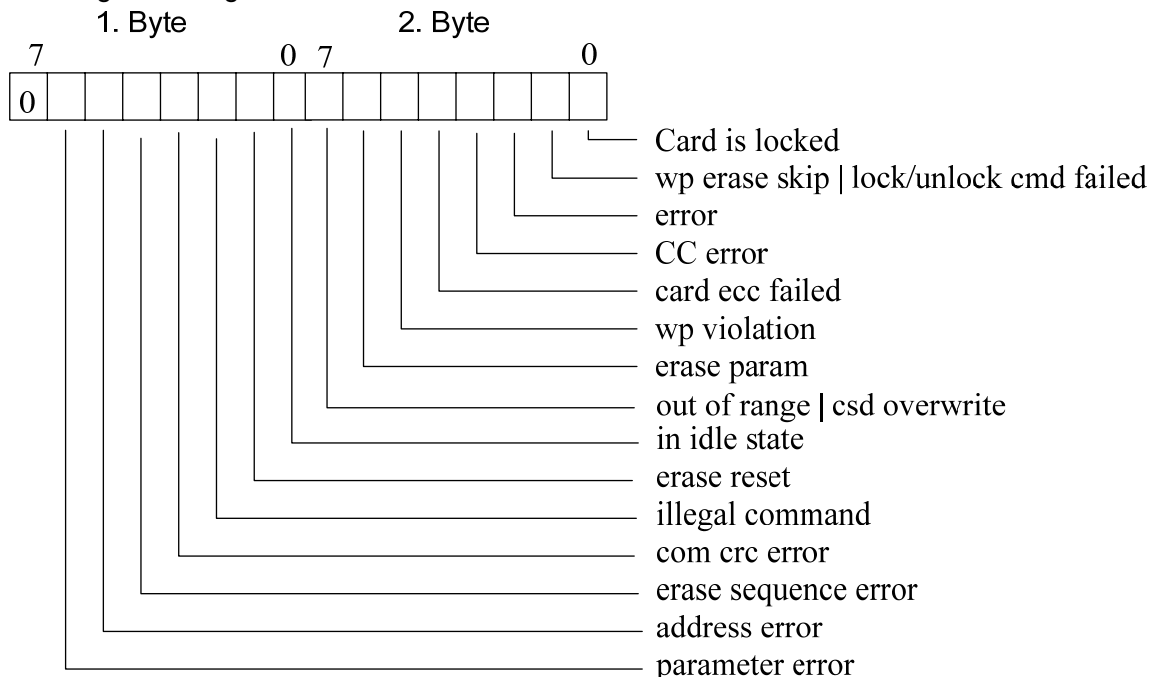 1. Byte 2. Byte
7 0 7 0
0
Card is locked
wp erase skip | lock/unlock cmd failed
error
CC error
card ecc failed
wp violation
erase param
out of range | csd overwrite
in idle state
erase reset
illegal command
com crc error
erase sequence error
address error
parameter error